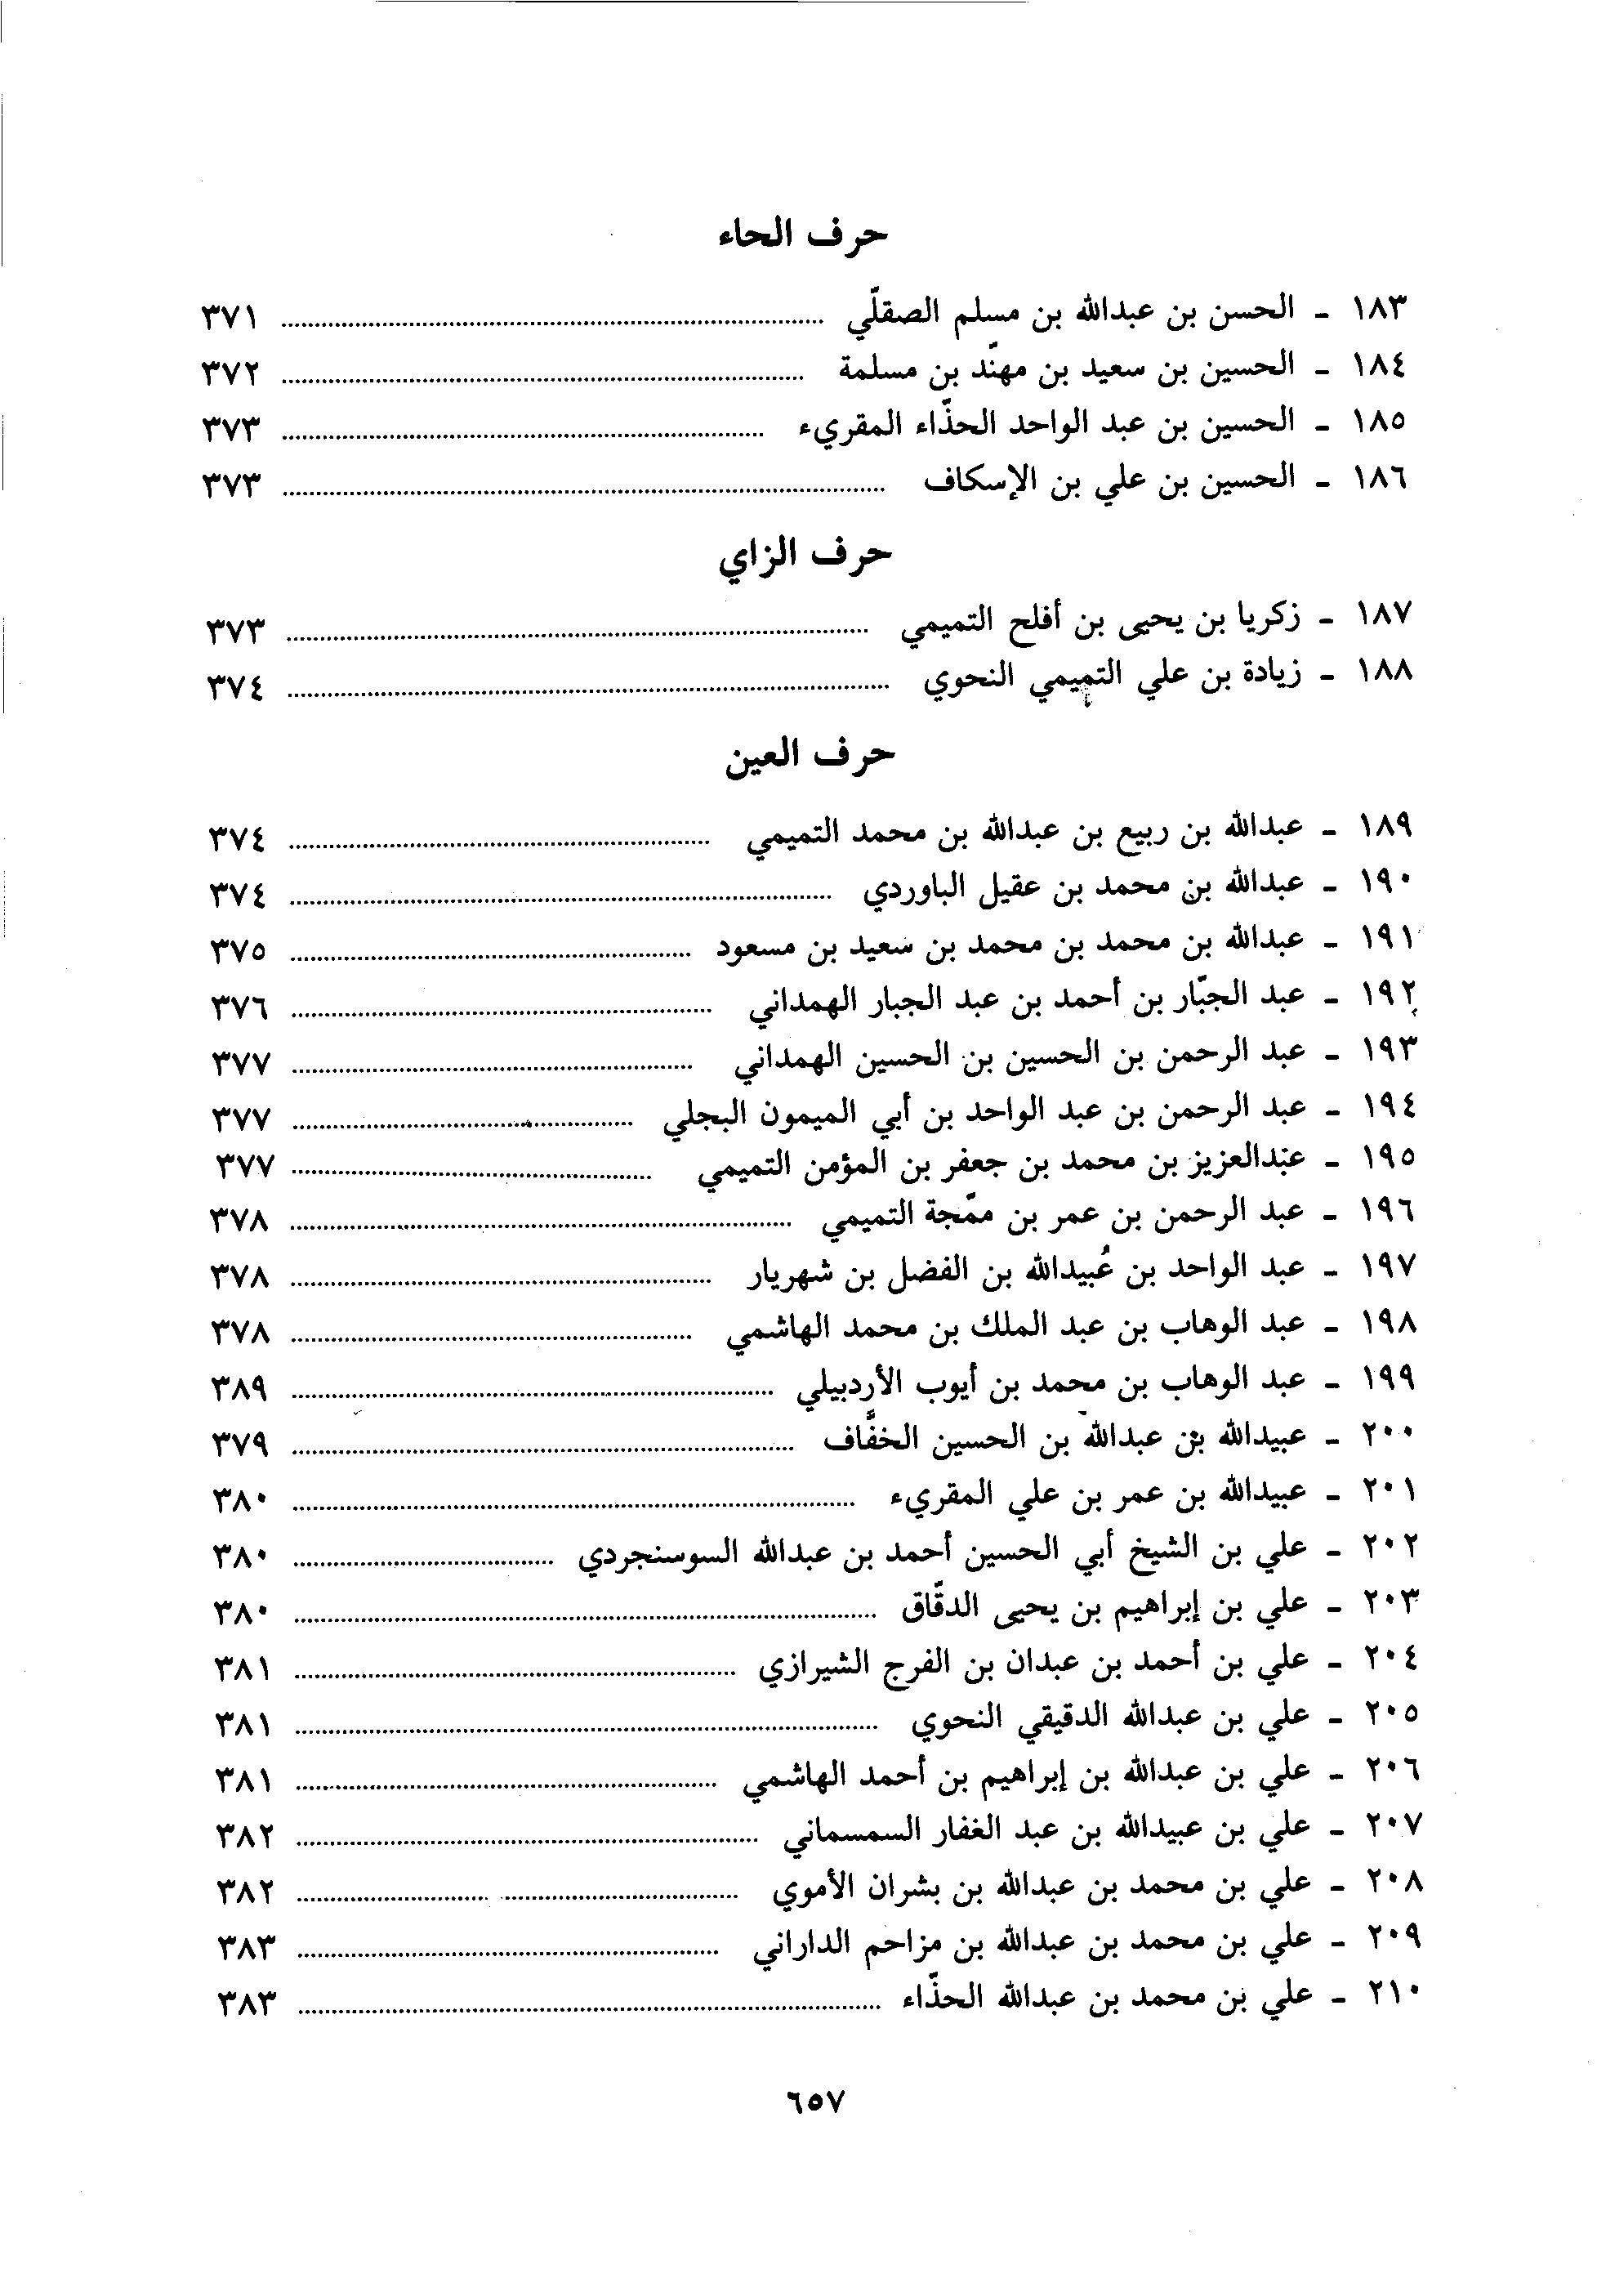 حرف الحاء
١٨٣ - الحسن بن عبدالله بن مسلم الصقلّي ........ ٣٧١
١٨٤ - الحسين بن سعيد بن مهنّد بن مسلمة ........ ٣٧٢
١٨٥ - الحسين بن عبد الواحد الحذّاء المقريء ........ ٣٧٣
١٨٦ - الحسين بن علي بن الإسكاف ........ ٣٧٣
حرف الزاي
١٨٧ - زكريا بن يحيى بن أفلح التميمي ........ ٣٧٣
١٨٨ - زيادة بن علي التميمي النحوي ........ ٣٧٤
حرف العين
١٨٩ - عبدالله بن ربيع بن عبدالله بن محمد التميمي ........ ٣٧٤
١٩٠ - عبدالله بن محمد بن عقيل الباوردي ........ ٣٧٤
١٩١ - عبدالله بن محمد بن محمد بن سعيد بن مسعود ........ ٣٧٥
١٩٢ - عبد الجبّار بن أحمد بن عبد الجبار الهمداني ........ ٣٧٦
١٩٣ - عبد الرحمن بن الحسين بن الحسين الهمداني ........ ٣٧٧
١٩٤ - عبد الرحمن بن عبد الواحد بن أبي الميمون البجلي ........ ٣٧٧
١٩٥ - عبدالعزيز بن محمد بن جعفر بن المؤمن التميمي ........ ٣٧٧
١٩٦ - عبد الرحمن بن عمر بن ممّجة التميمي ........ ٣٧٨
١٩٧ - عبد الواحد بن عُبيدالله بن الفضل بن شهريار ........ ٣٧٨
١٩٨ - عبد الوهاب بن عبد الملك بن محمد الهاشمي ........ ٣٧٨
١٩٩ - عبد الوهاب بن محمد بن أيوب الأردبيلي ........ ٣٨٩
٢٠٠ - عبيدالله بن عبدالله بن الحسين الخفّاف ........ ٣٧٩
٢٠١ - عبيدالله بن عمر بن علي المقريء ........ ٣٨٠
٢٠٢ - علي بن الشيخ أبي الحسين أحمد بن عبدالله السوسنجردي ........ ٣٨٠
٢٠٣ - علي بن إبراهيم بن يحيى الدقّاق ........ ٣٨٠
٢٠٤ - علي بن أحمد بن عبدان بن الفرج الشيرازي ........ ٣٨١
٢٠٥ - علي بن عبدالله الدقيقي النحوي ........ ٣٨١
٢٠٦ - علي بن عبدالله بن إبراهيم بن أحمد الهاشمي ........ ٣٨١
٢٠٧ - علي بن عبيدالله بن عبد الغفار السمسماني ........ ٣٨٢
٢٠٨ - علي بن محمد بن عبدالله بن بشران الأموي ........ ٣٨٢
٢٠٩ - علي بن محمد بن عبدالله بن مزاحم الداراني ........ ٣٨٣
٢١٠ - علي بن محمد بن عبدالله الحذّاء ........ ٣٨٣
٦٥٧